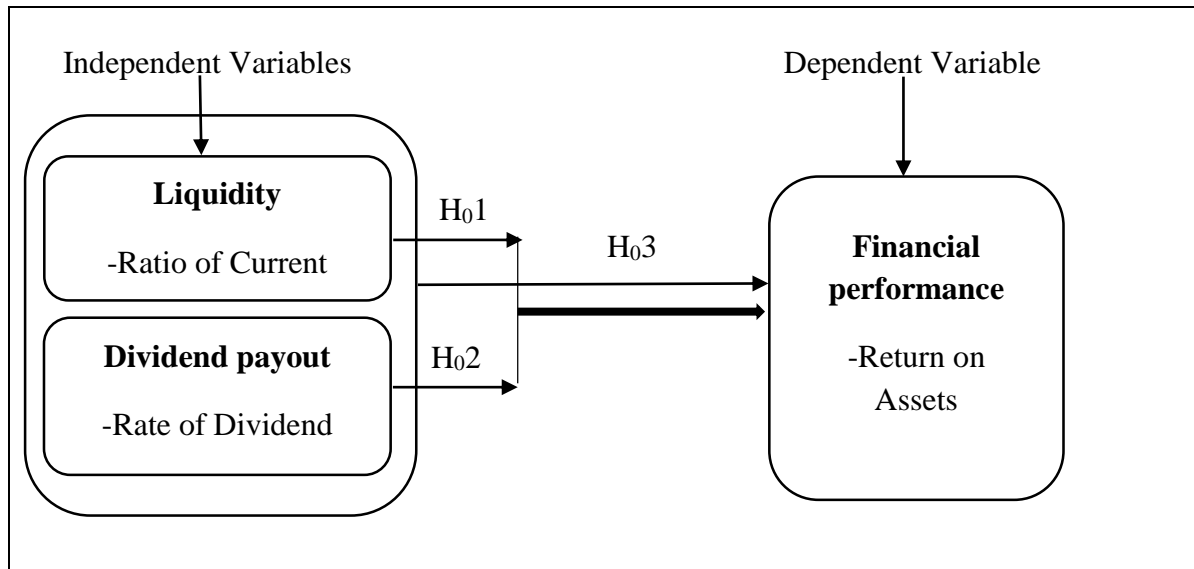 Independent Variables
Dependent Variable
Liquidity
-Ratio of Current
H₀1
H₀3
Dividend payout
-Rate of Dividend
H₀2
Financial
performance
-Return on
Assets